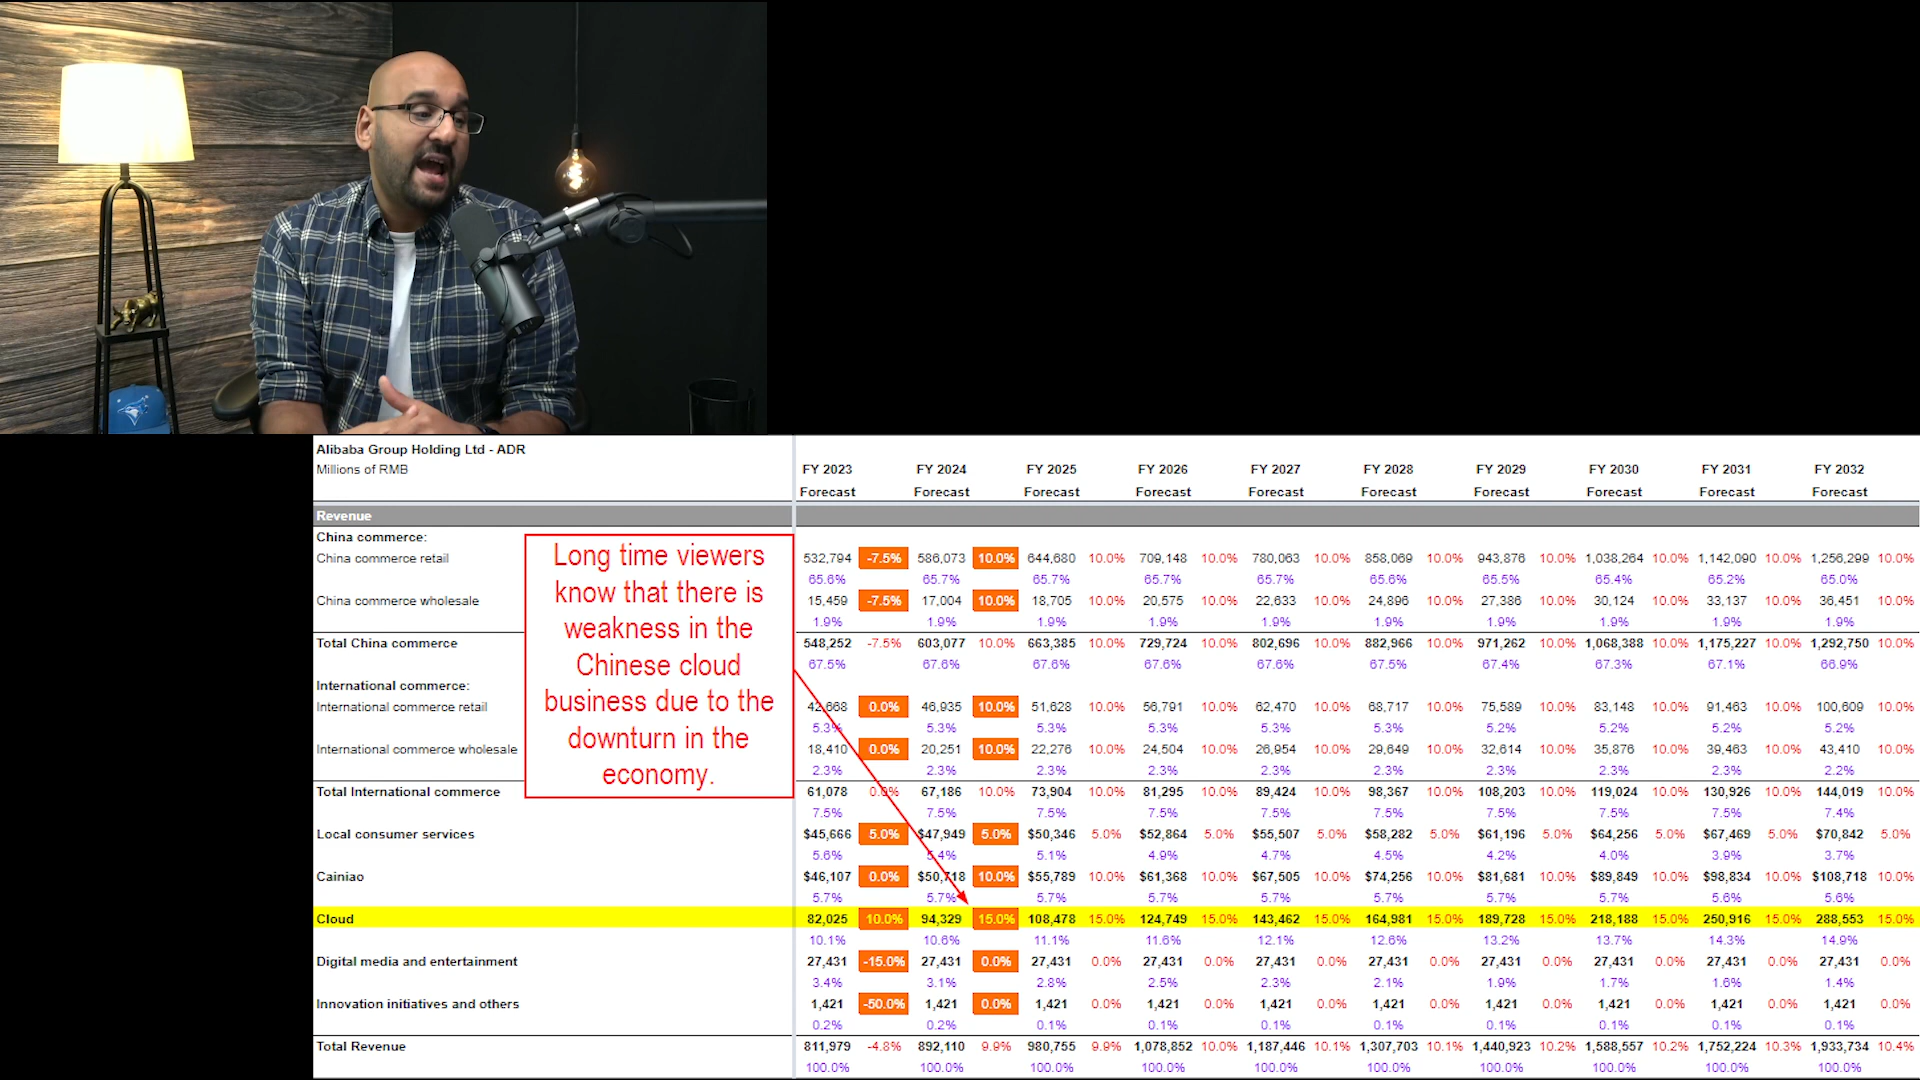 Alibaba Group Holding Ltd - ADR
Millions of RMB
FY 2023 FY 2024 FY 2025 FY 2026 FY 2027 FY 2028 FY 2029 FY 2030 FY 2031 FY 2032
Forecast Forecast Forecast Forecast Forecast Forecast Forecast Forecast Forecast Forecast
Revenue
China commerce:
China commerce retail 532,794 -7.5% 586,073 10.0% 644,680 10.0% 709,148 10.0% 780,063 10.0% 858,069 10.0% 943,876 10.0% 1,038,264 10.0% 1,142,090 10.0% 1,256,299 10.0%
65.6% 65.7% 65.7% 65.7% 65.7% 65.6% 65.5% 65.4% 65.2% 65.0%
China commerce wholesale 15,459 -7.5% 17,004 10.0% 18,705 10.0% 20,575 10.0% 22,633 10.0% 24,896 10.0% 27,386 10.0% 30,124 10.0% 33,137 10.0% 36,451 10.0%
1.9% 1.9% 1.9% 1.9% 1.9% 1.9% 1.9% 1.9% 1.9% 1.9%
Total China commerce 548,252 -7.5% 603,077 10.0% 663,385 10.0% 729,724 10.0% 802,696 10.0% 882,966 10.0% 971,262 10.0% 1,068,388 10.0% 1,175,227 10.0% 1,292,750 10.0%
67.5% 67.6% 67.6% 67.6% 67.6% 67.5% 67.4% 67.3% 67.1% 66.9%
International commerce:
International commerce retail 42,668 0.0% 46,935 10.0% 51,628 10.0% 56,791 10.0% 62,470 10.0% 68,717 10.0% 75,589 10.0% 83,148 10.0% 91,463 10.0% 100,609 10.0%
5.3% 5.3% 5.3% 5.3% 5.3% 5.3% 5.2% 5.2% 5.2% 5.2%
International commerce wholesale 18,410 0.0% 20,251 10.0% 22,276 10.0% 24,504 10.0% 26,954 10.0% 29,649 10.0% 32,614 10.0% 35,876 10.0% 39,463 10.0% 43,410 10.0%
2.3% 2.3% 2.3% 2.3% 2.3% 2.3% 2.3% 2.3% 2.3% 2.2%
Total International commerce 61,078 0.0% 67,186 10.0% 73,904 10.0% 81,295 10.0% 89,424 10.0% 98,367 10.0% 108,203 10.0% 119,024 10.0% 130,926 10.0% 144,019 10.0%
7.5% 7.5% 7.5% 7.5% 7.5% 7.5% 7.5% 7.5% 7.5% 7.4%
Local consumer services $45,666 5.0% $47,949 5.0% $50,346 5.0% $52,864 5.0% $55,507 5.0% $58,282 5.0% $61,196 5.0% $64,256 5.0% $67,469 5.0% $70,842 5.0%
5.6% 5.4% 5.1% 4.9% 4.7% 4.5% 4.2% 4.0% 3.9% 3.7%
Cainiao $46,107 0.0% $50,718 10.0% $55,789 10.0% $61,368 10.0% $67,505 10.0% $74,256 10.0% $81,681 10.0% $89,849 10.0% $98,834 10.0% $108,718 10.0%
5.7% 5.7% 5.7% 5.7% 5.7% 5.7% 5.7% 5.7% 5.6% 5.6%
Cloud 82,025 10.0% 94,329 15.0% 108,478 15.0% 124,749 15.0% 143,462 15.0% 164,981 15.0% 189,728 15.0% 218,188 15.0% 250,916 15.0% 288,553 15.0%
10.1% 10.6% 11.1% 11.6% 12.1% 12.6% 13.2% 13.7% 14.3% 14.9%
Digital media and entertainment 27,431 -15.0% 27,431 0.0% 27,431 0.0% 27,431 0.0% 27,431 0.0% 27,431 0.0% 27,431 0.0% 27,431 0.0% 27,431 0.0% 27,431 0.0%
3.4% 3.1% 2.8% 2.5% 2.3% 2.1% 1.9% 1.7% 1.6% 1.4%
Innovation initiatives and others 1,421 -50.0% 1,421 0.0% 1,421 0.0% 1,421 0.0% 1,421 0.0% 1,421 0.0% 1,421 0.0% 1,421 0.0% 1,421 0.0% 1,421 0.0%
0.2% 0.2% 0.1% 0.1% 0.1% 0.1% 0.1% 0.1% 0.1% 0.1%
Total Revenue 811,979 -4.8% 892,110 9.9% 980,755 9.9% 1,078,852 10.0% 1,187,446 10.1% 1,307,703 10.1% 1,440,923 10.2% 1,588,557 10.2% 1,752,224 10.3% 1,933,734 10.4%
100.0% 100.0% 100.0% 100.0% 100.0% 100.0% 100.0% 100.0% 100.0% 100.0%
Long time viewers
know that there is
weakness in the
Chinese cloud
business due to the
downturn in the
economy.